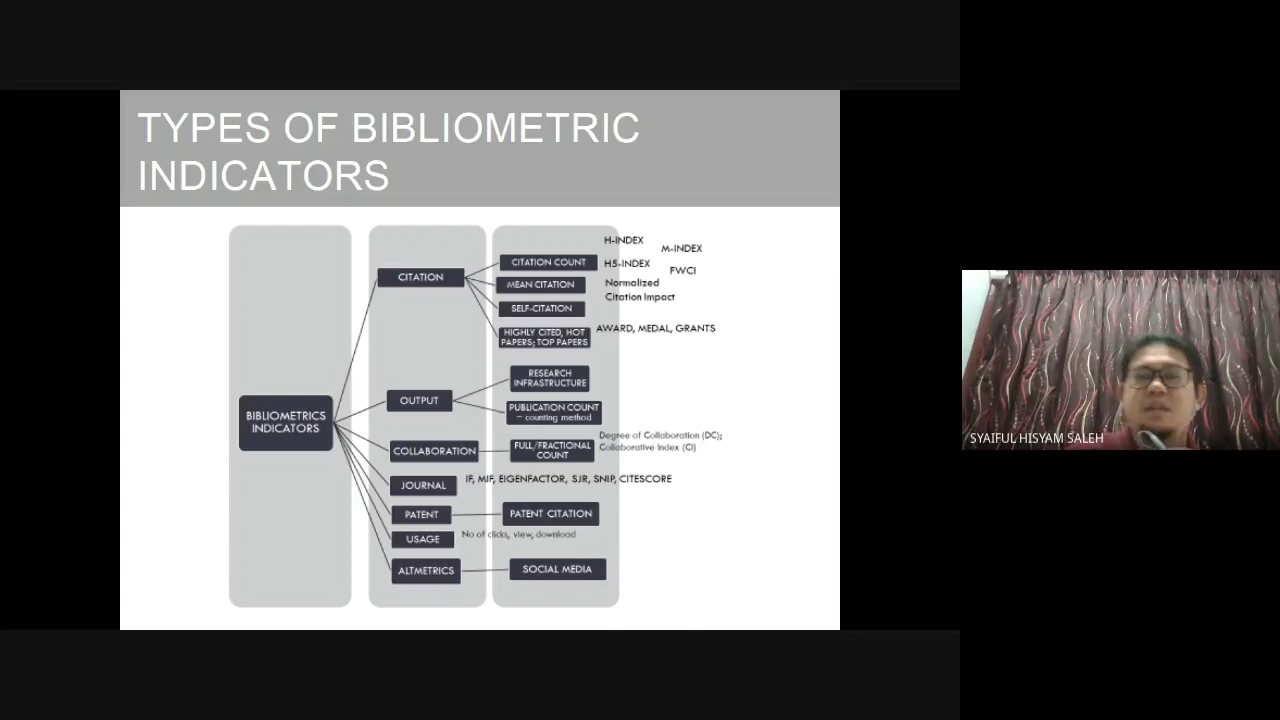 TYPES OF BIBLIOMETRIC
INDICATORS
BIBLIOMETRICS
INDICATORS
CITATION
CITATION COUNT
MEAN CITATION
SELF-CITATION
HIGHLY CITED, HOT
PAPERS; TOP PAPERS
H-INDEX
M-INDEX
H5-INDEX
FWCI
Normalized
Citation Impact
AWARD, MEDAL, GRANTS
OUTPUT
RESEARCH
INFRASTRUCTURE
PUBLICATION COUNT
– counting method
COLLABORATION
FULL/FRACTIONAL
COUNT
Degree of Collaboration (DC);
Collaborative Index (CI)
JOURNAL
IF, MIF, EIGENFACTOR, SJR, SNIP, CITESCORE
PATENT
PATENT CITATION
USAGE
No of clicks, view, download
ALTMETRICS
SOCIAL MEDIA
SYAIFUL HISYAM SALEH